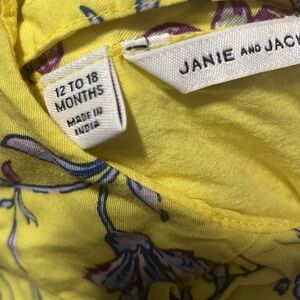 12 TO 18
MONTHS
MADE IN
INDIA
JANIE AND JACK